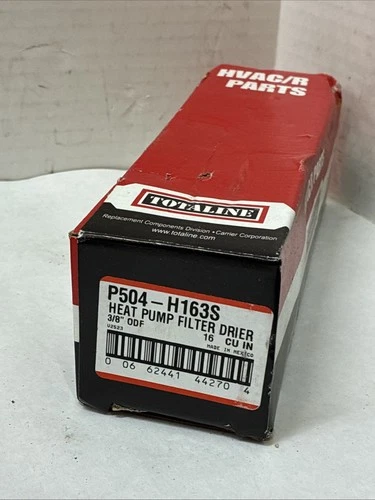 HVAC/R
PARTS
TOTALINE
Replacement Components Division • Carrier Corporation
www.totaline.com
P504-H163S
HEAT PUMP FILTER DRIER
3/8" ODF 16 CU IN
U2523 MADE IN MEXICO
0 06 62441 44270 4